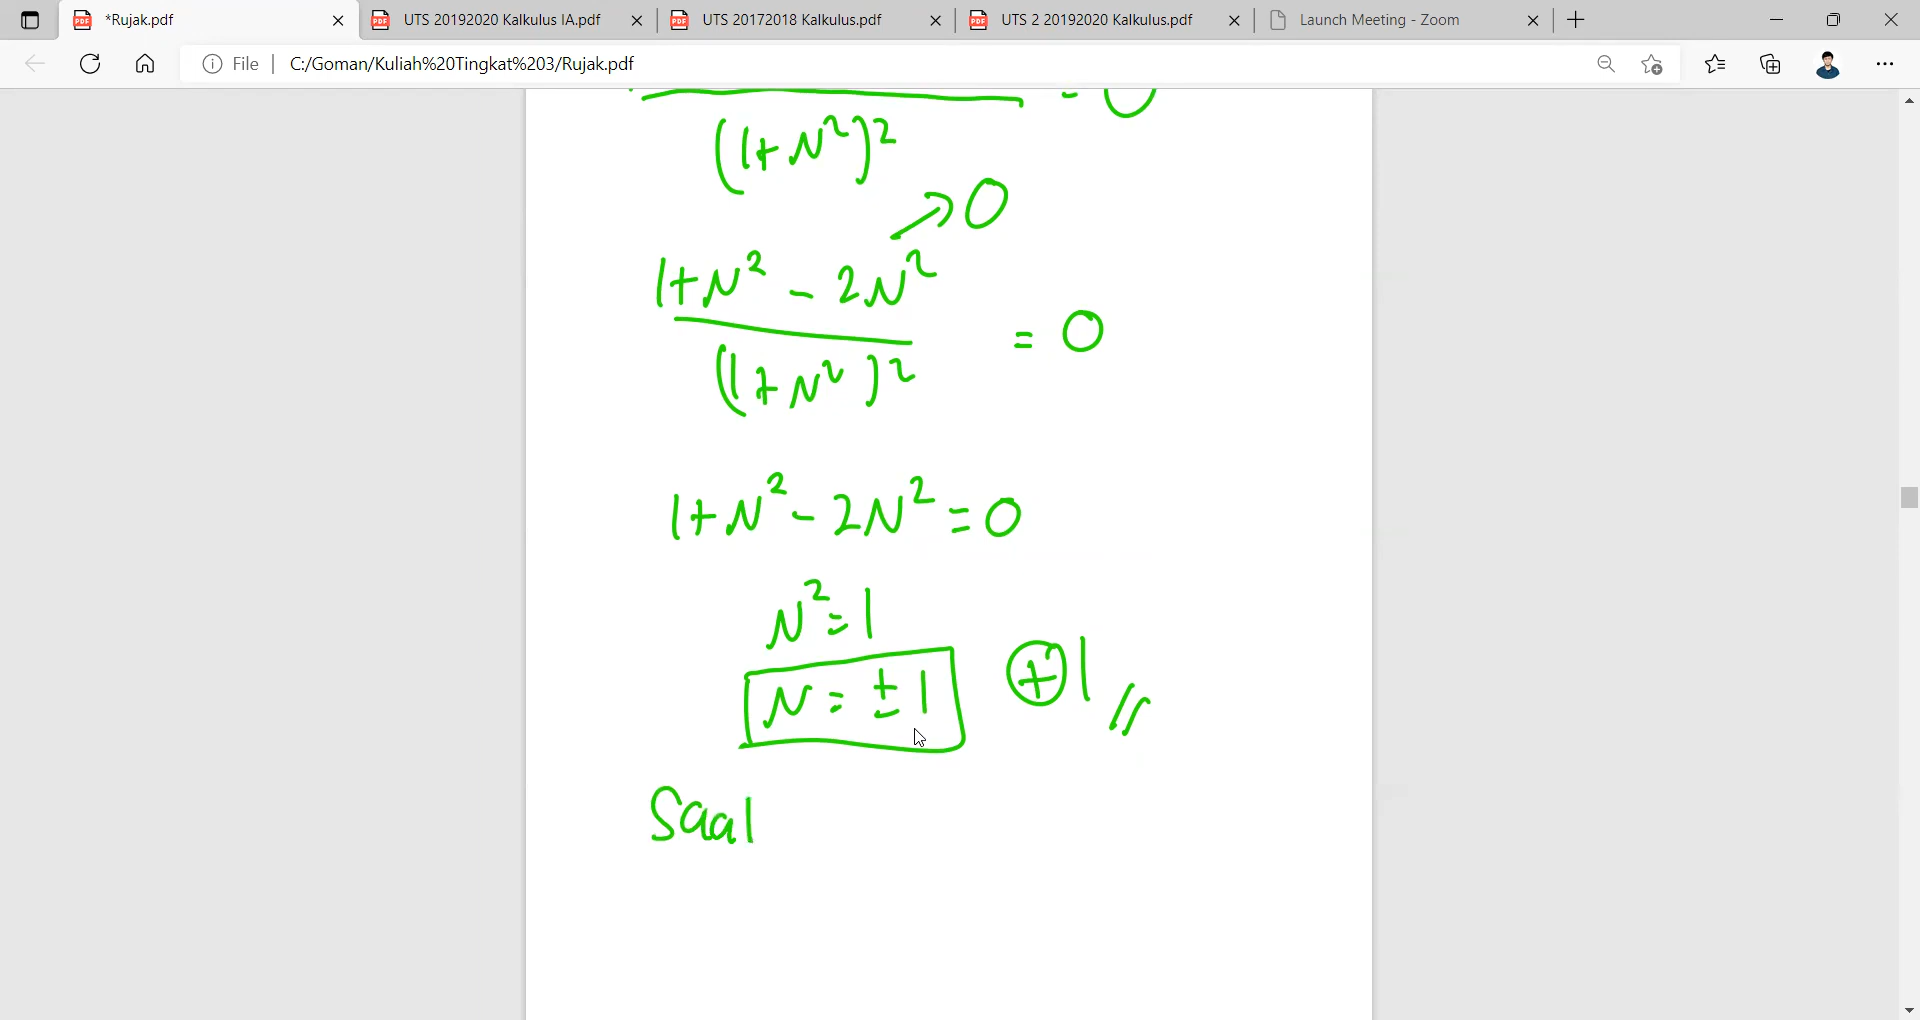 *Rujak.pdf
UTS 20192020 Kalkulus IA.pdf
UTS 20172018 Kalkulus.pdf
UTS 2 20192020 Kalkulus.pdf
Launch Meeting - Zoom
File
C:/Goman/Kuliah%20Tingkat%203/Rujak.pdf
= 0
(1+N²)²
→ 0
1+N² - 2N²
= 0
(1+N²)²
1+N² - 2N² = 0
N² = 1
N = ±1
⊕1 //
Saal